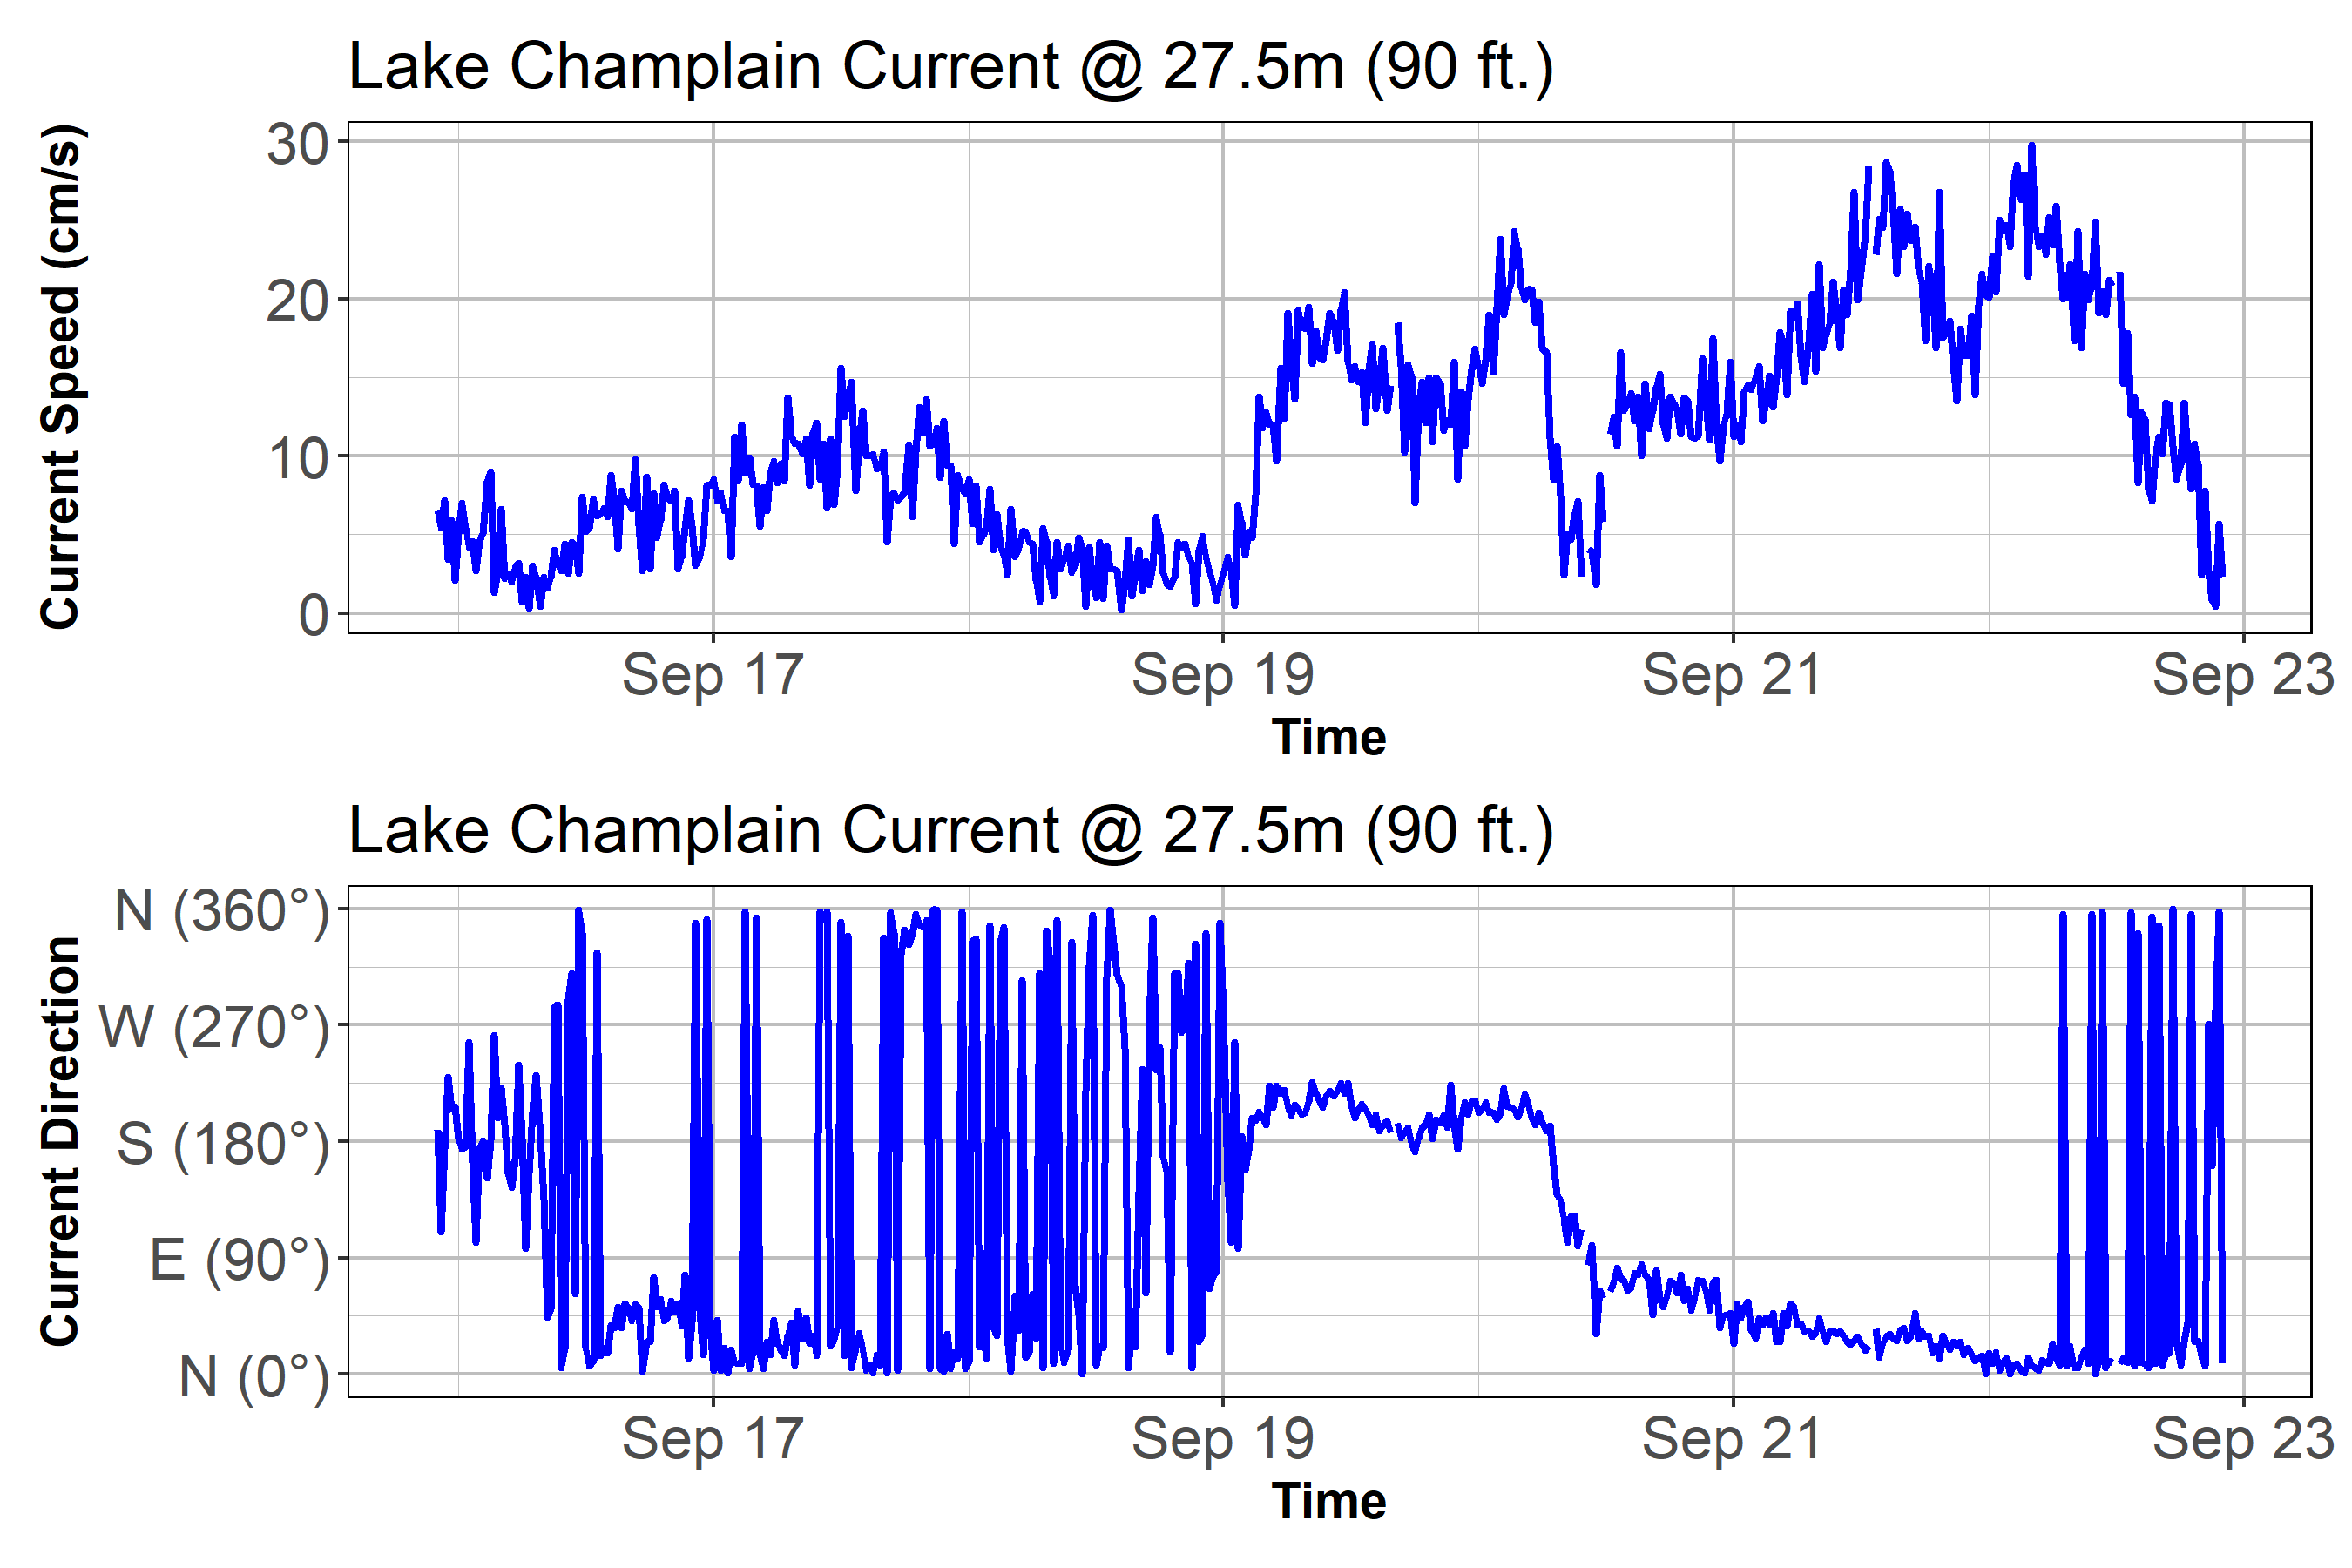 Lake Champlain Current @ 27.5m (90 ft.)
Current Speed (cm/s)
30
20
10
0
Sep 17 Sep 19 Sep 21 Sep 23
Time
Lake Champlain Current @ 27.5m (90 ft.)
Current Direction
N (360°)
W (270°)
S (180°)
E (90°)
N (0°)
Sep 17 Sep 19 Sep 21 Sep 23
Time